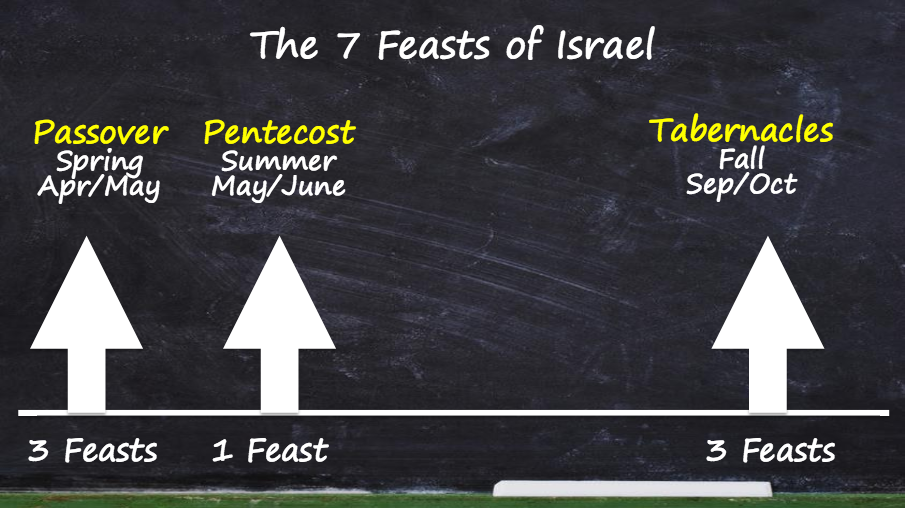 The 7 Feasts of Israel
Passover
Spring
Apr/May
Pentecost
Summer
May/June
Tabernacles
Fall
Sep/Oct
3 Feasts
1 Feast
3 Feasts